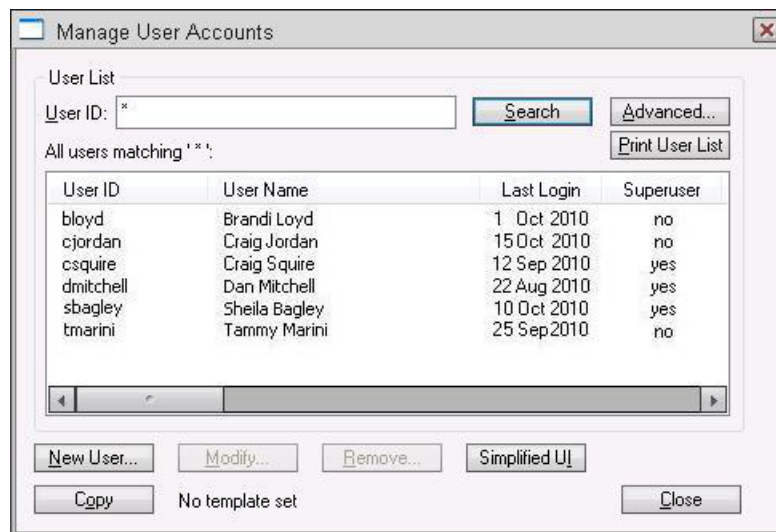 Manage User Accounts
User List
User ID: * Search Advanced...
All users matching ' * ': Print User List
User ID User Name Last Login Superuser
bloyd Brandi Loyd 1 Oct 2010 no
cjordan Craig Jordan 15 Oct 2010 no
csquire Craig Squire 12 Sep 2010 yes
dmitchell Dan Mitchell 22 Aug 2010 yes
sbagley Sheila Bagley 10 Oct 2010 yes
tmarini Tammy Marini 25 Sep 2010 no
New User... Modify... Remove... Simplified UI
Copy No template set Close